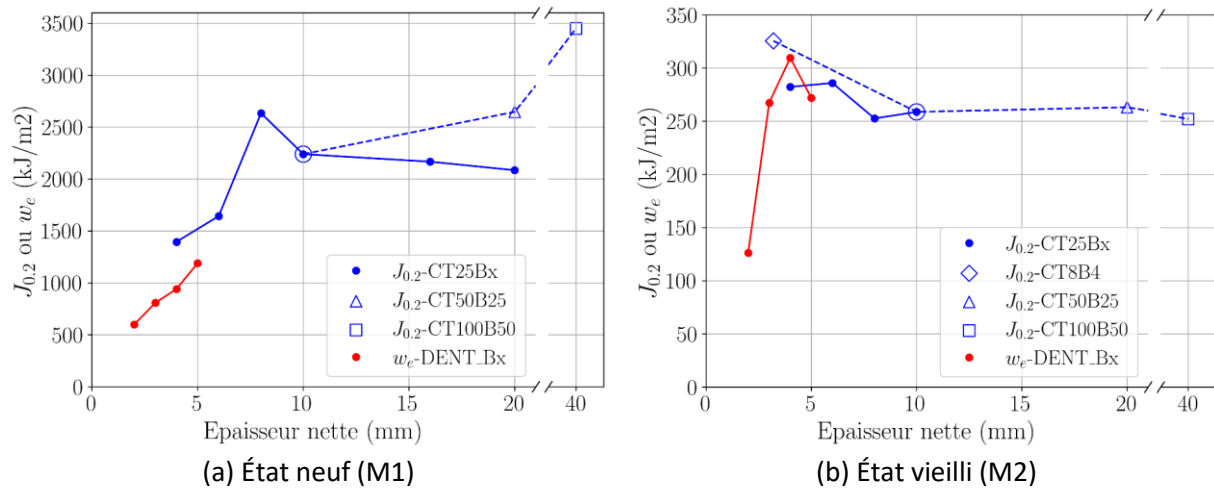 3500
3000
2500
2000
1500
1000
500
0
J0.2 ou we (kJ/m2)
0 5 10 15 20 40
Epaisseur nette (mm)
J0.2-CT25Bx
J0.2-CT50B25
J0.2-CT100B50
we-DENT_Bx
(a) État neuf (M1)
350
300
250
200
150
100
50
0
J0.2 ou we (kJ/m2)
0 5 10 15 20 40
Epaisseur nette (mm)
J0.2-CT25Bx
J0.2-CT8B4
J0.2-CT50B25
J0.2-CT100B50
we-DENT_Bx
(b) État vieilli (M2)